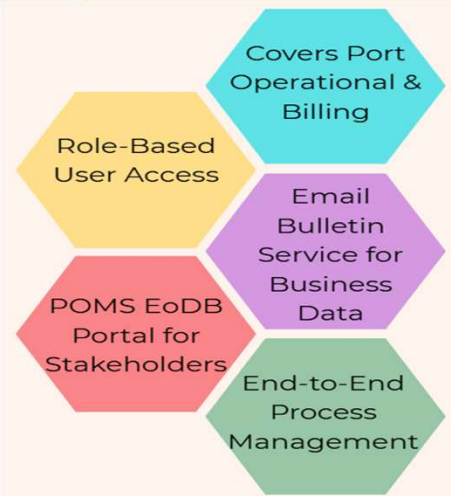 Covers Port
Operational &
Billing
Role-Based
User Access
Email
Bulletin
Service for
Business
Data
POMS EoDB
Portal for
Stakeholders
End-to-End
Process
Management